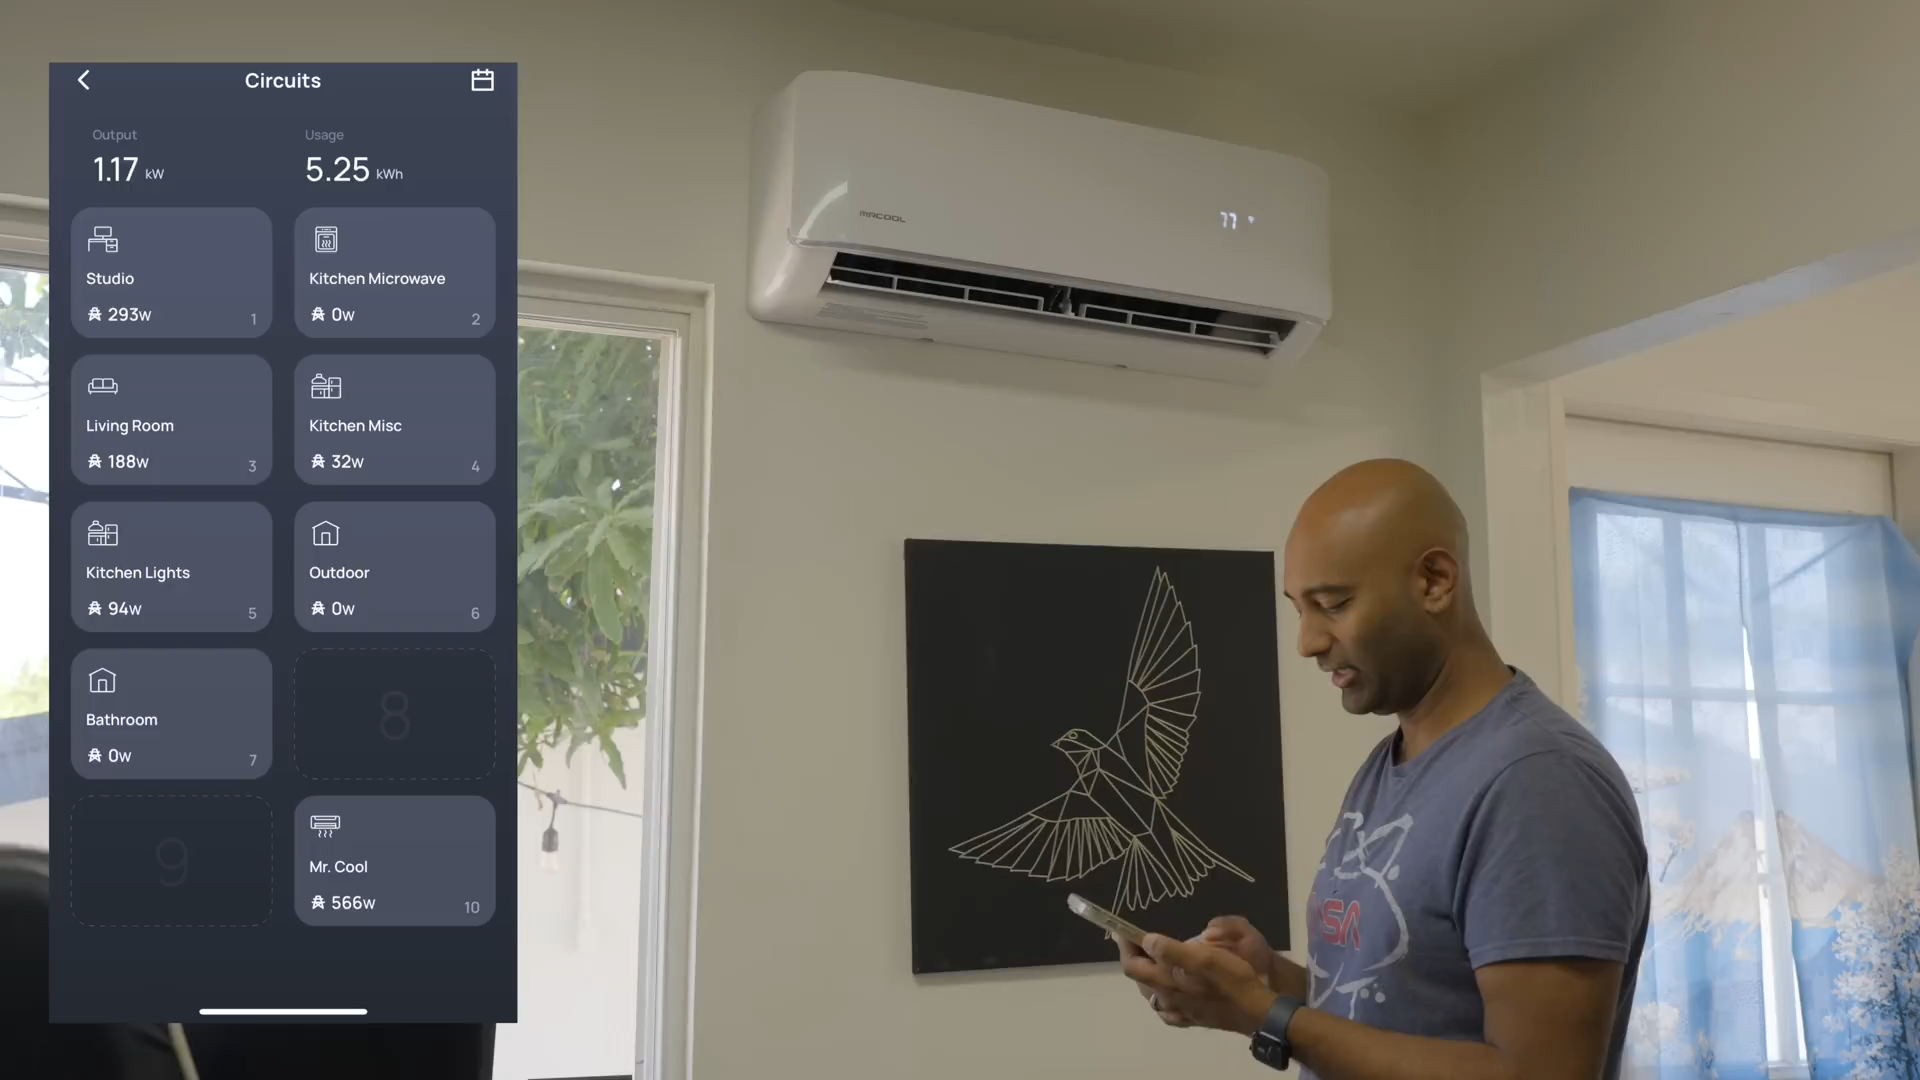 Circuits
Output
Usage
1.17 kW
5.25 kWh
Studio
293w
1
Kitchen Microwave
0w
2
Living Room
188w
3
Kitchen Misc
32w
4
Kitchen Lights
94w
5
Outdoor
0w
6
Bathroom
0w
7
8
9
Mr. Cool
566w
10
MRCOOL
77
NASA